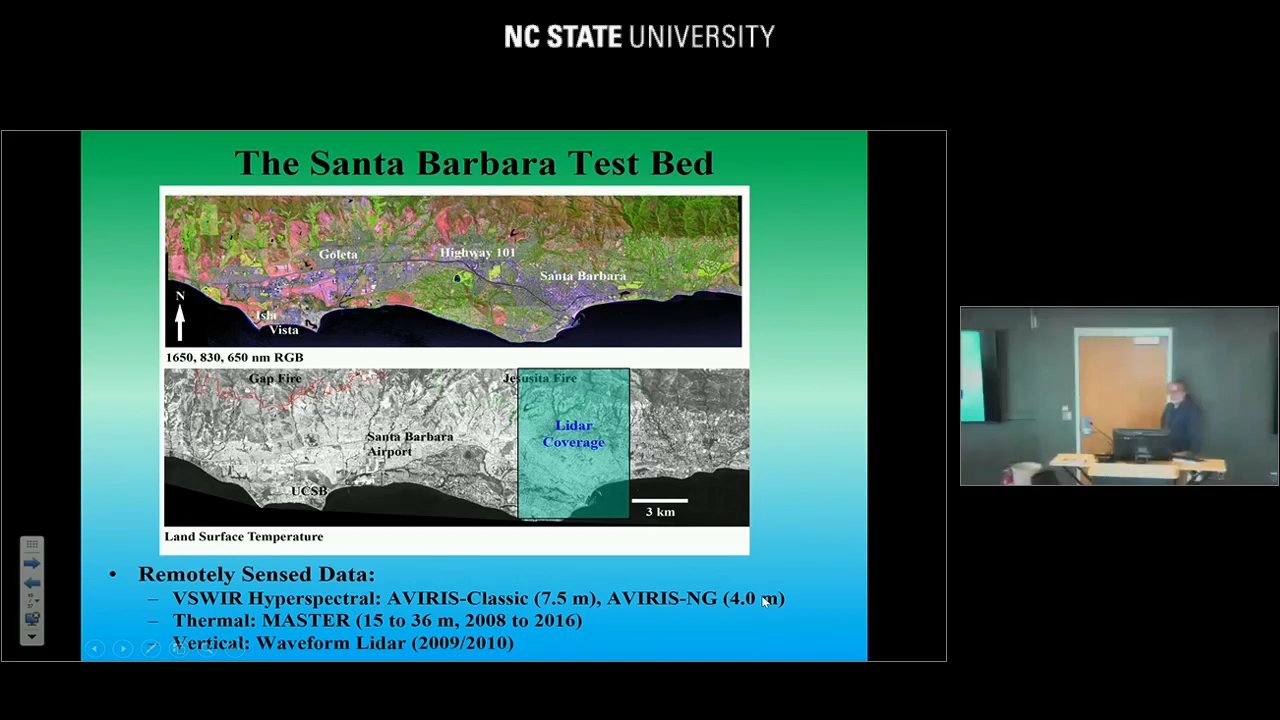 NC STATE UNIVERSITY
The Santa Barbara Test Bed
Goleta
Highway 101
Santa Barbara
N
Isla
Vista
1650, 830, 650 nm RGB
Gap Fire
Jesusita Fire
Lidar
Coverage
Santa Barbara
Airport
UCSB
3 km
Land Surface Temperature
• Remotely Sensed Data:
– VSWIR Hyperspectral: AVIRIS-Classic (7.5 m), AVIRIS-NG (4.0 m)
– Thermal: MASTER (15 to 36 m, 2008 to 2016)
– Vertical: Waveform Lidar (2009/2010)